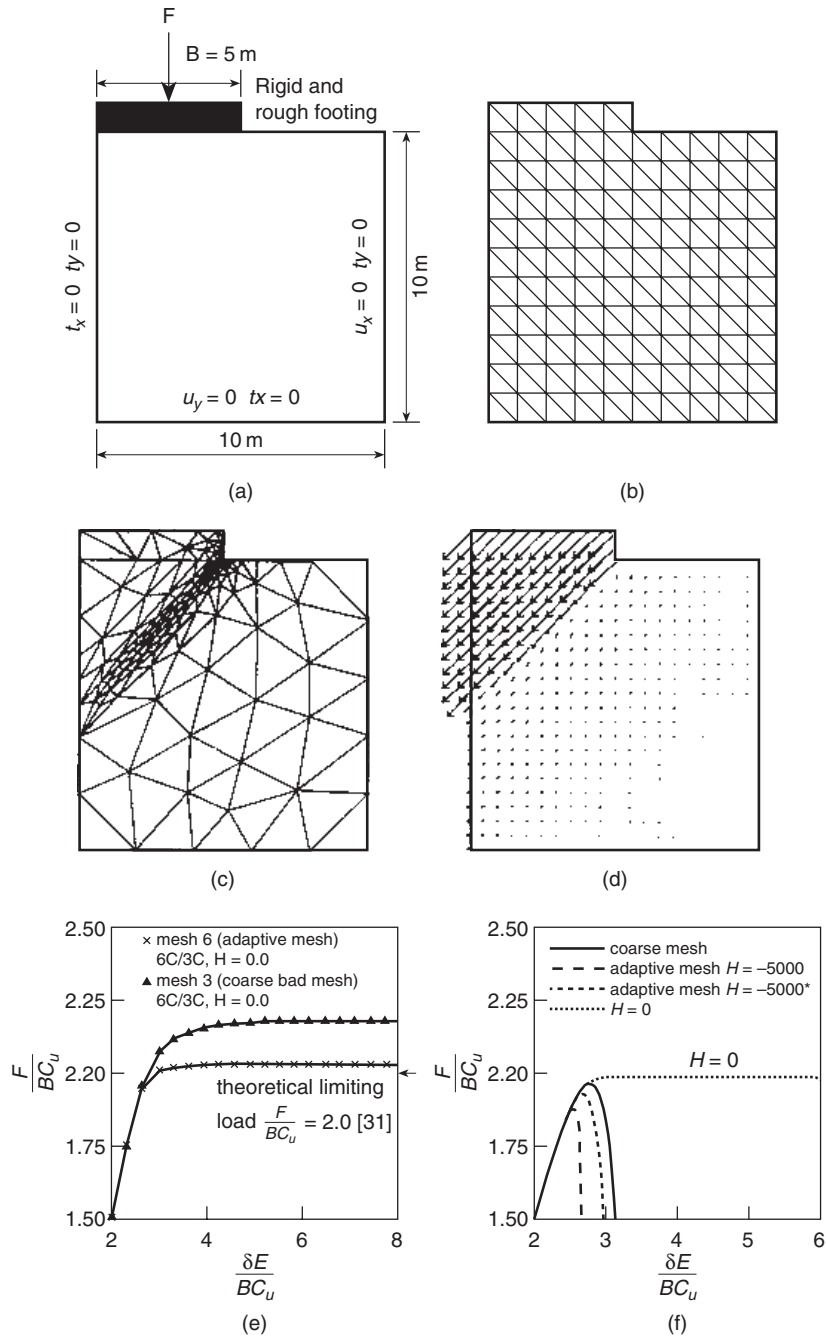 F
B = 5 m
Rigid and
rough footing
t_x = 0 ty = 0
u_x = 0 ty = 0
10 m
u_y = 0 tx = 0
10 m
(a)
(b)
(c)
(d)
2.50
2.25
2.20
1.75
1.50
F
BC_u
mesh 6 (adaptive mesh)
6C/3C, H = 0.0
mesh 3 (coarse bad mesh)
6C/3C, H = 0.0
theoretical limiting
load F/BC_u = 2.0 [31]
2 4 6 8
δE
BC_u
(e)
2.50
2.25
2.20
1.75
1.50
F
BC_u
coarse mesh
adaptive mesh H = −5000
adaptive mesh H = −5000*
H = 0
H = 0
2 3 4 5 6
δE
BC_u
(f)